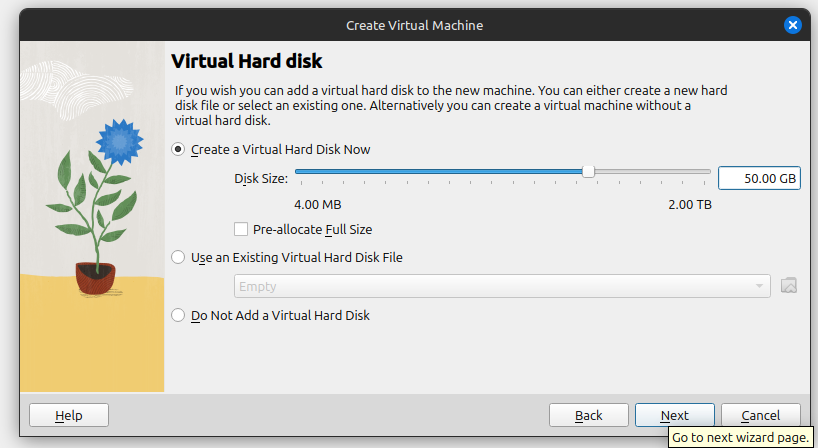 Create Virtual Machine
Virtual Hard disk
If you wish you can add a virtual hard disk to the new machine. You can either create a new hard
disk file or select an existing one. Alternatively you can create a virtual machine without a
virtual hard disk.
Create a Virtual Hard Disk Now
Disk Size:
50.00 GB
4.00 MB
2.00 TB
Pre-allocate Full Size
Use an Existing Virtual Hard Disk File
Empty
Do Not Add a Virtual Hard Disk
Help
Back
Next
Cancel
Go to next wizard page.